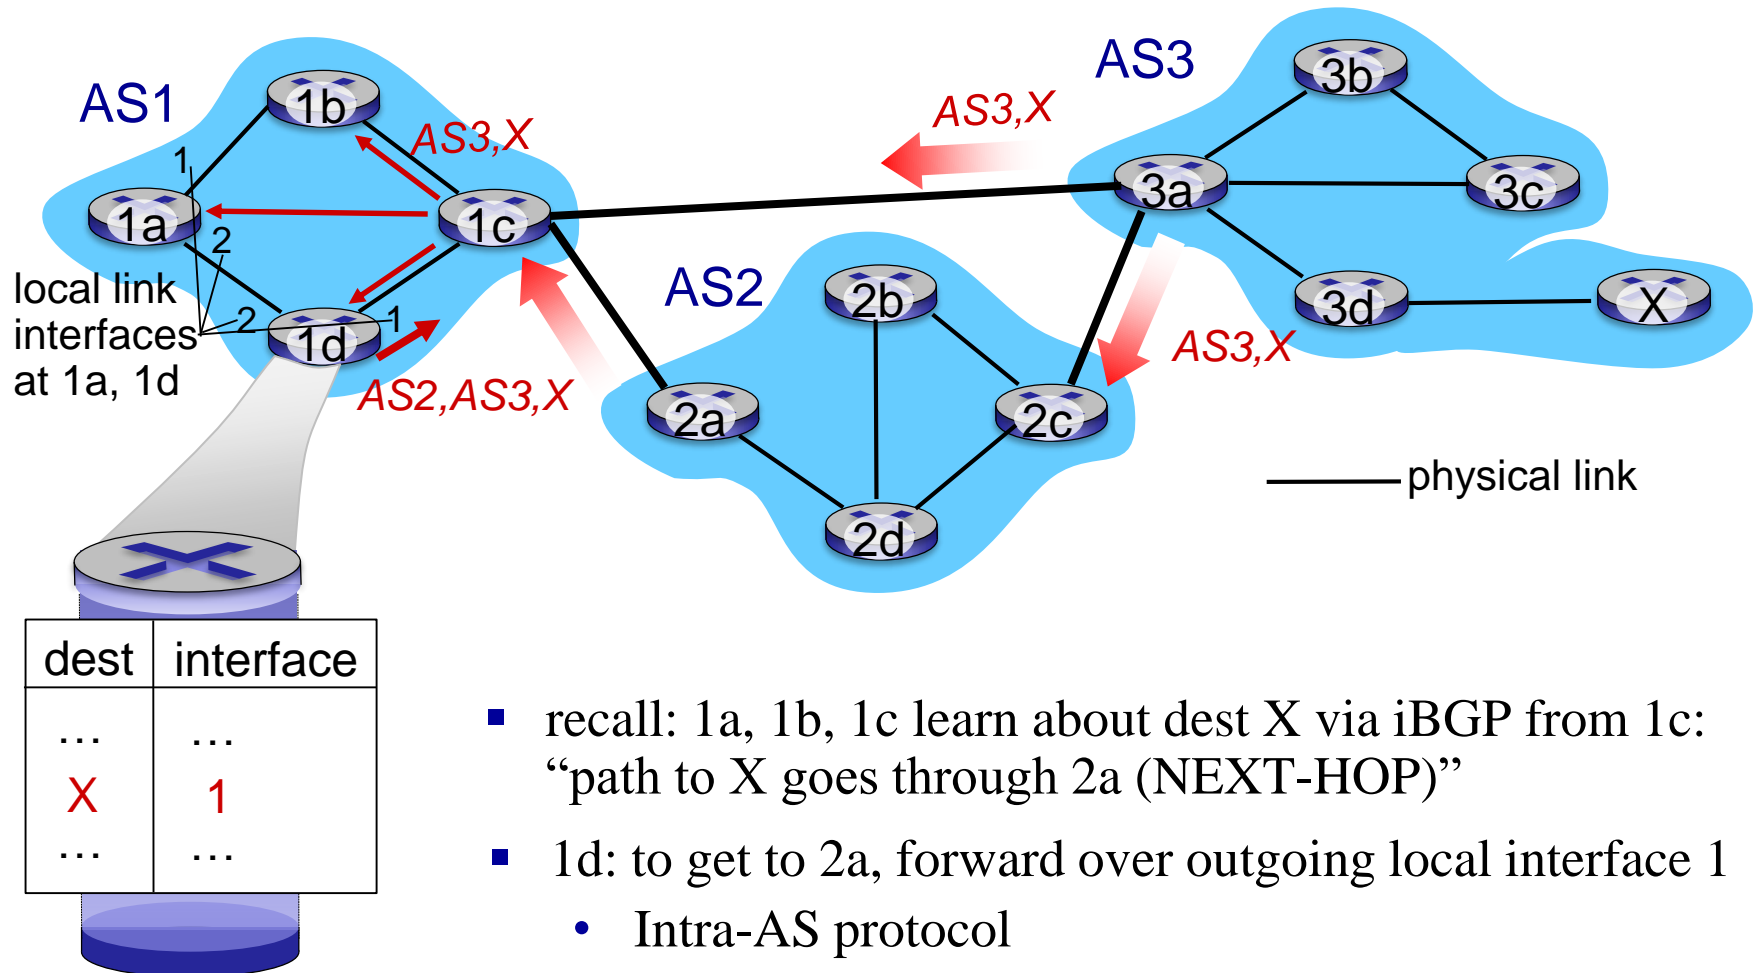 AS1
1b
AS3,X
1
1a
1c
2
local link
interfaces
at 1a, 1d
2
1
1d
AS2,AS3,X
AS3,X
AS3
3b
3a
3c
3d
X
AS3,X
AS2
2b
2a
2c
2d
physical link
dest interface
... ...
X 1
... ...
▪ recall: 1a, 1b, 1c learn about dest X via iBGP from 1c:
“path to X goes through 2a (NEXT-HOP)”
▪ 1d: to get to 2a, forward over outgoing local interface 1
• Intra-AS protocol